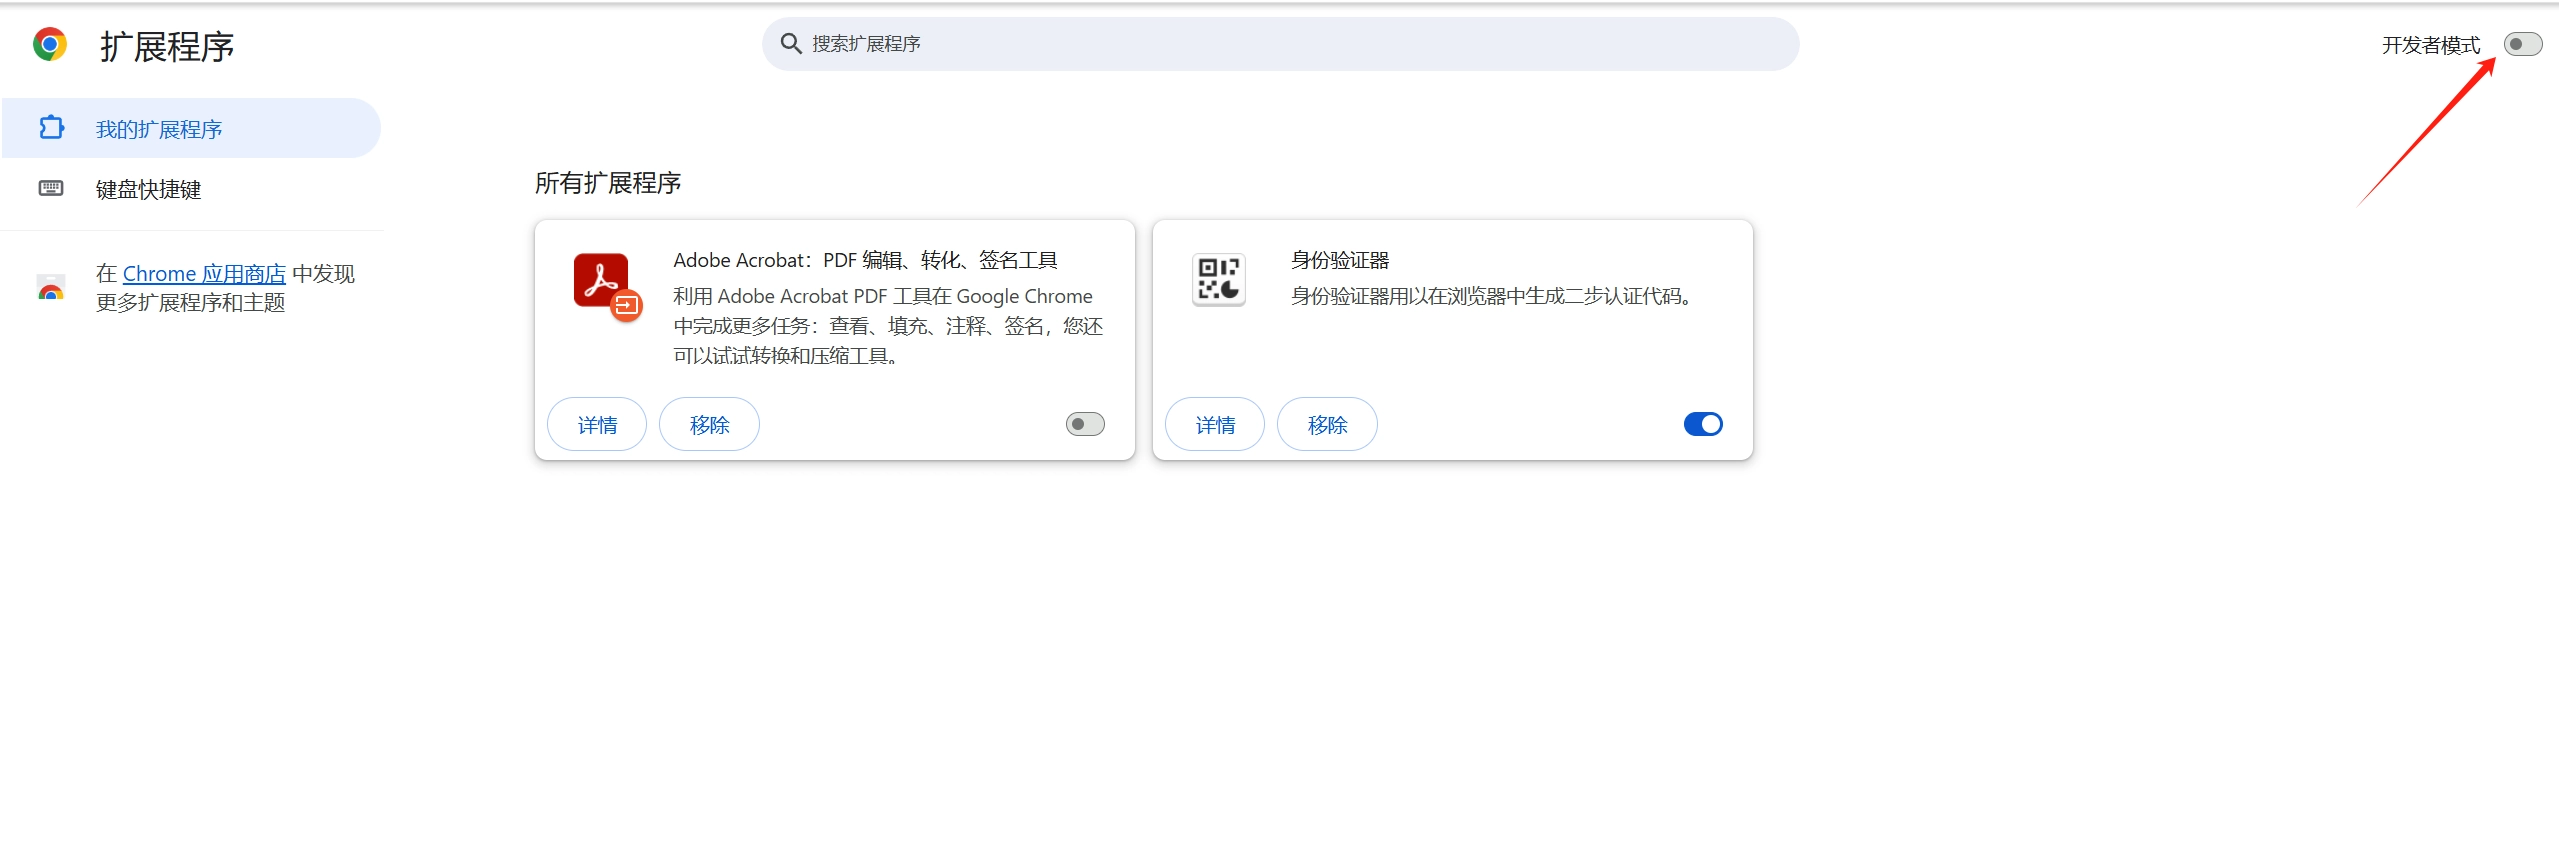 扩展程序
搜索扩展程序
开发者模式
我的扩展程序
键盘快捷键
在 Chrome 应用商店 中发现
更多扩展程序和主题
所有扩展程序
Adobe Acrobat：PDF 编辑、转化、签名工具
利用 Adobe Acrobat PDF 工具在 Google Chrome
中完成更多任务：查看、填充、注释、签名，您还
可以试试转换和压缩工具。
详情
移除
身份验证器
身份验证器用以在浏览器中生成二步认证代码。
详情
移除